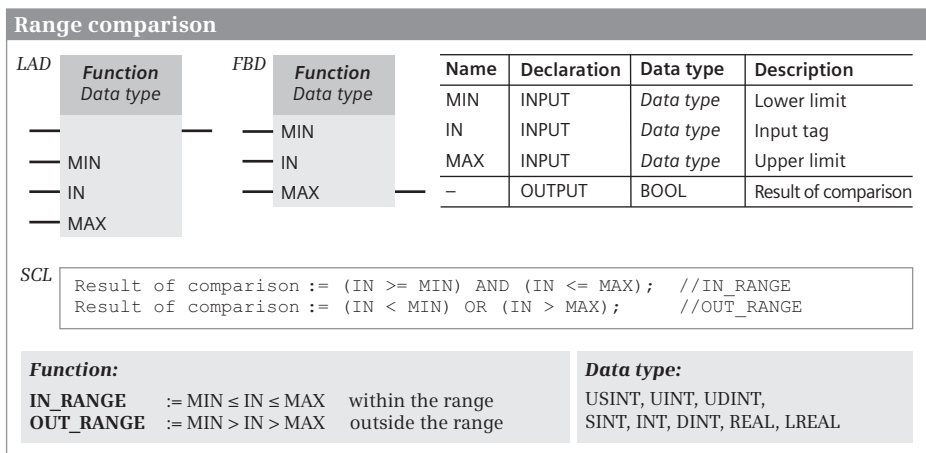 Range comparison
LAD
Function
Data type
MIN
IN
MAX
FBD
Function
Data type
MIN
IN
MAX
Name Declaration Data type Description
MIN INPUT Data type Lower limit
IN INPUT Data type Input tag
MAX INPUT Data type Upper limit
– OUTPUT BOOL Result of comparison
SCL
Result of comparison := (IN >= MIN) AND (IN <= MAX); //IN_RANGE
Result of comparison := (IN < MIN) OR (IN > MAX); //OUT_RANGE
Function:
IN_RANGE := MIN ≤ IN ≤ MAX within the range
OUT_RANGE := MIN > IN > MAX outside the range
Data type:
USINT, UINT, UDINT,
SINT, INT, DINT, REAL, LREAL